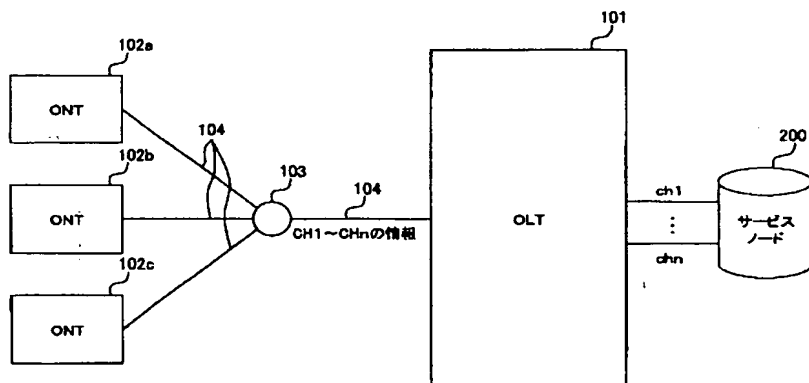 101
102a
ONT
104
102b
ONT
103
104
200
ch1
⋮
chn
サービス
ノード
OLT
CH1～CHnの情報
102c
ONT